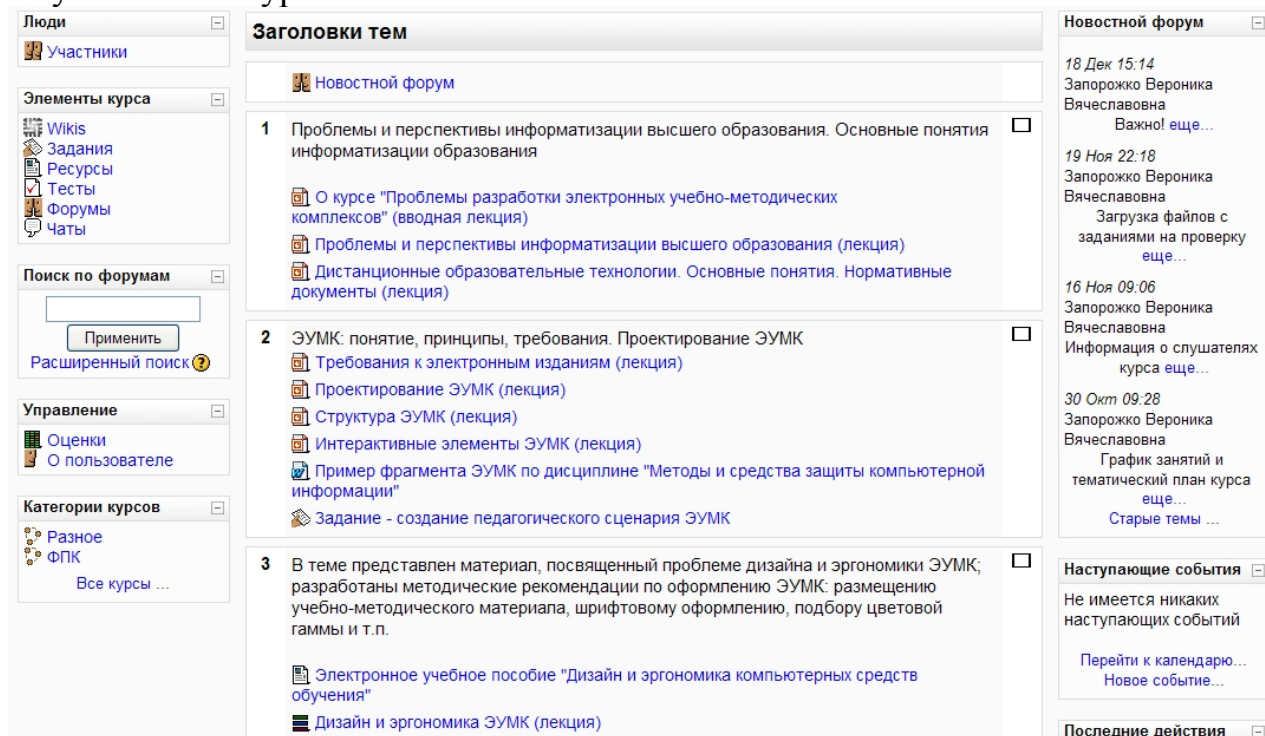 Люди
Участники
Элементы курса
Wikis
Задания
Ресурсы
Тесты
Форумы
Чаты
Поиск по форумам
Применить
Расширенный поиск
Управление
Оценки
О пользователе
Категории курсов
Разное
ФПК
Все курсы ...
Заголовки тем
Новостной форум
1 Проблемы и перспективы информатизации высшего образования. Основные понятия
информатизации образования
О курсе "Проблемы разработки электронных учебно-методических
комплексов" (вводная лекция)
Проблемы и перспективы информатизации высшего образования (лекция)
Дистанционные образовательные технологии. Основные понятия. Нормативные
документы (лекция)
2 ЭУМК: понятие, принципы, требования. Проектирование ЭУМК
Требования к электронным изданиям (лекция)
Проектирование ЭУМК (лекция)
Структура ЭУМК (лекция)
Интерактивные элементы ЭУМК (лекция)
Пример фрагмента ЭУМК по дисциплине "Методы и средства защиты компьютерной
информации"
Задание - создание педагогического сценария ЭУМК
3 В теме представлен материал, посвященный проблеме дизайна и эргономики ЭУМК;
разработаны методические рекомендации по оформлению ЭУМК: размещению
учебно-методического материала, шрифтовому оформлению, подбору цветовой
гаммы и т.п.
Электронное учебное пособие "Дизайн и эргономика компьютерных средств
обучения"
Дизайн и эргономика ЭУМК (лекция)
Новостной форум
18 Дек 15:14
Запорожко Вероника
Вячеславовна
Важно! еще...
19 Ноя 22:18
Запорожко Вероника
Вячеславовна
Загрузка файлов с
заданиями на проверку
еще...
16 Ноя 09:06
Запорожко Вероника
Вячеславовна
Информация о слушателях
курса еще...
30 Окт 09:28
Запорожко Вероника
Вячеславовна
График занятий и
тематический план курса
еще...
Старые темы ...
Наступающие события
Не имеется никаких
наступающих событий
Перейти к календарю...
Новое событие...
Последние действия